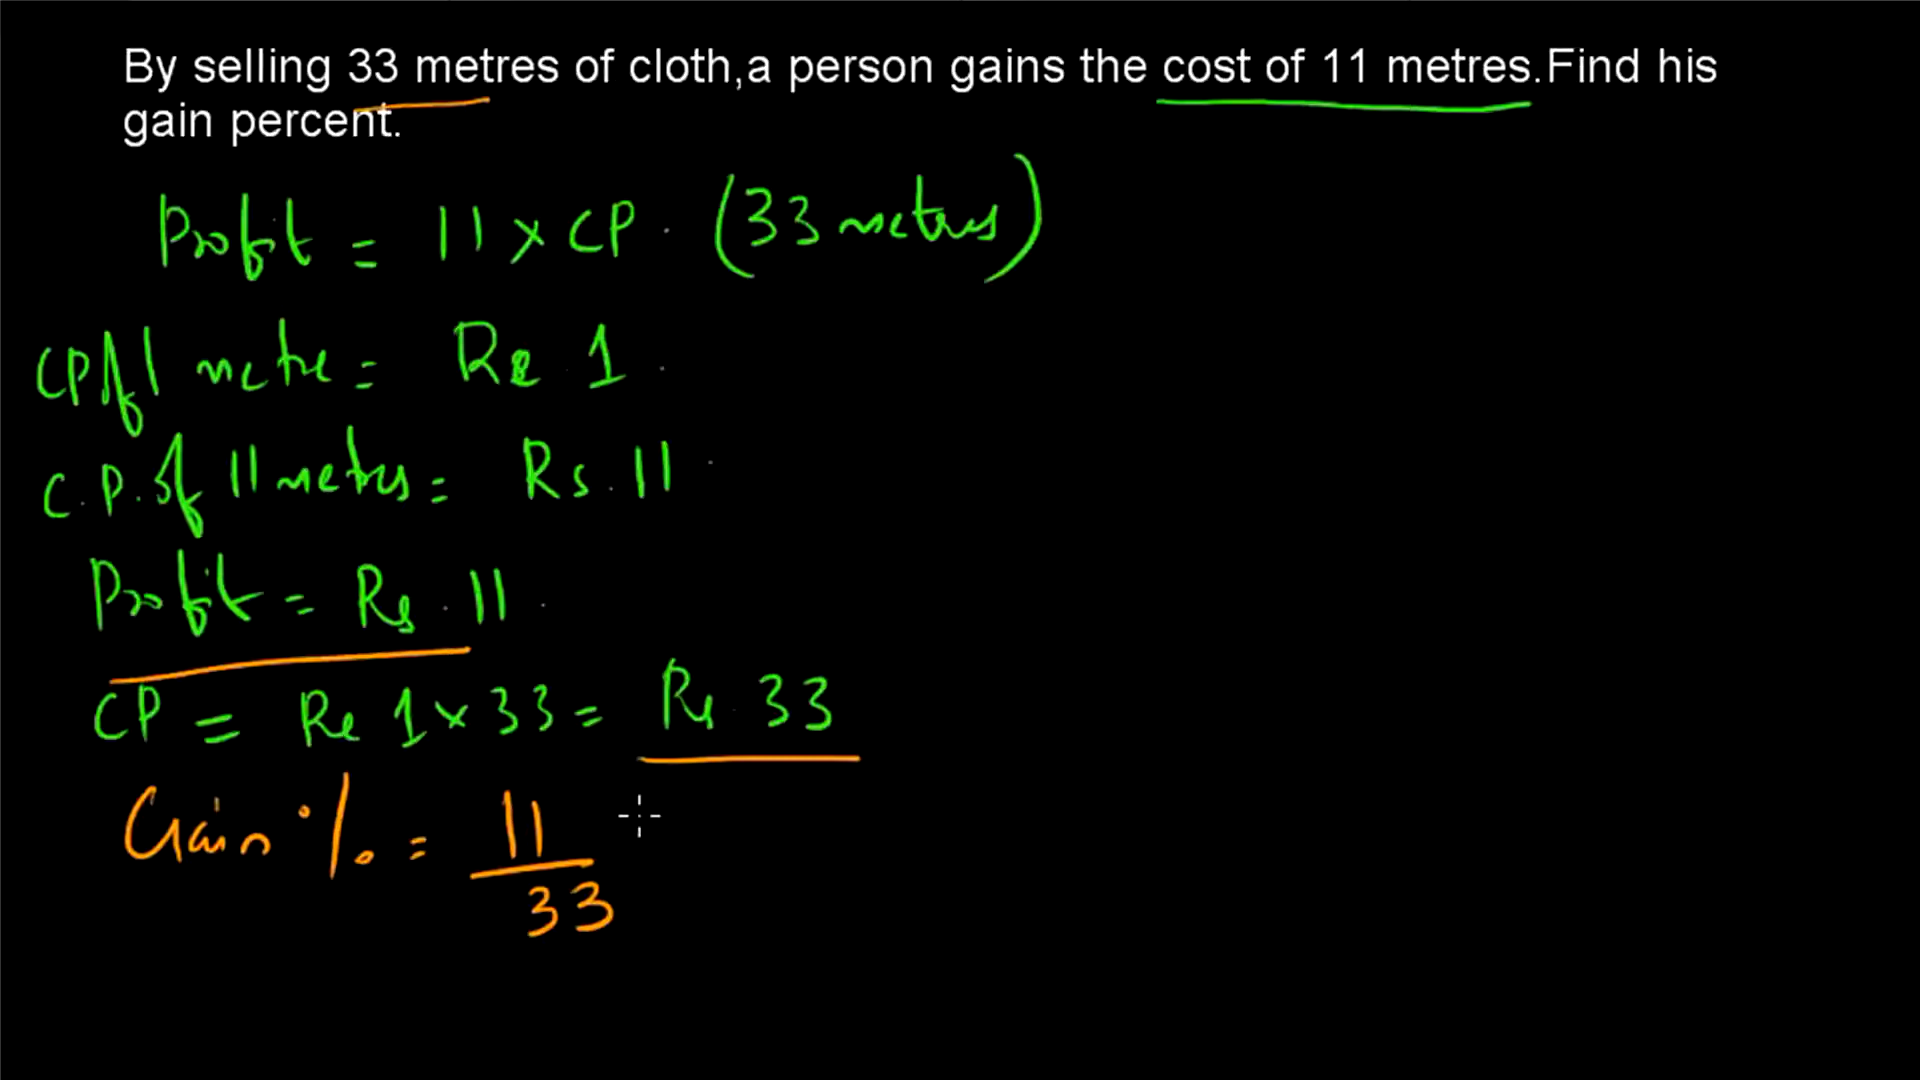 By selling 33 metres of cloth,a person gains the cost of 11 metres.Find his
gain percent.
Profit = 11 × CP. (33 metres)
CP of 1 metre = Re 1.
C.P. of 11 metres = Rs. 11.
Profit = Rs. 11.
CP = Re 1 × 33 = Rs 33
Gain % = 11
33